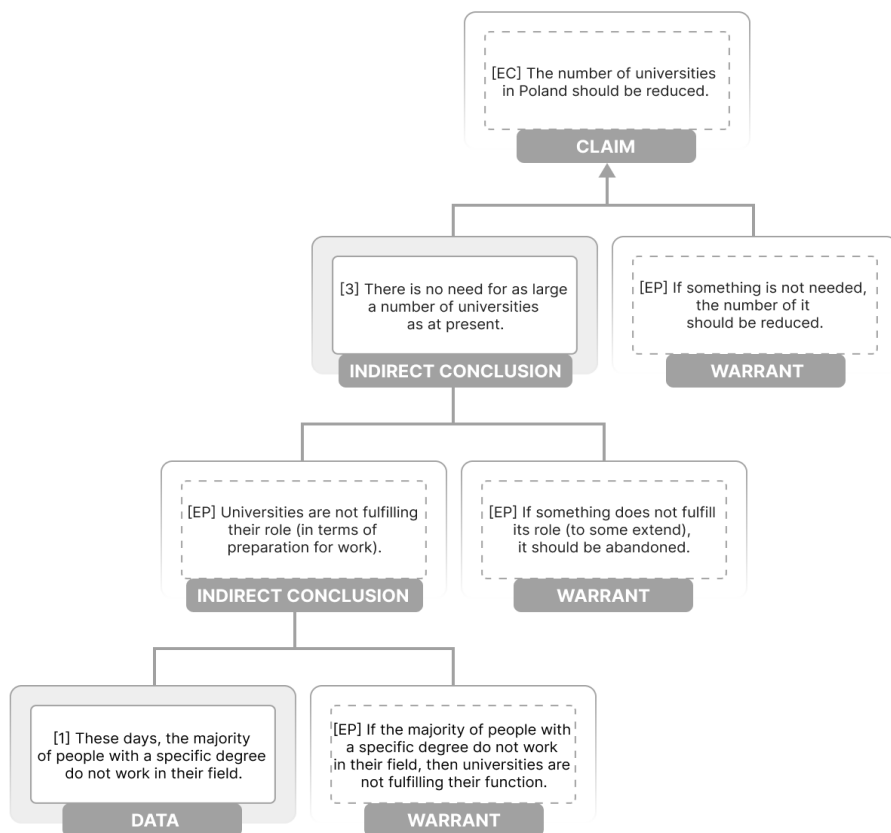 [EC] The number of universities
in Poland should be reduced.
CLAIM
[3] There is no need for as large
a number of universities
as at present.
INDIRECT CONCLUSION
[EP] If something is not needed,
the number of it
should be reduced.
WARRANT
[EP] Universities are not fulfilling
their role (in terms of
preparation for work).
INDIRECT CONCLUSION
[EP] If something does not fulfill
its role (to some extend),
it should be abandoned.
WARRANT
[1] These days, the majority
of people with a specific degree
do not work in their field.
DATA
[EP] If the majority of people with
a specific degree do not work
in their field, then universities are
not fulfilling their function.
WARRANT